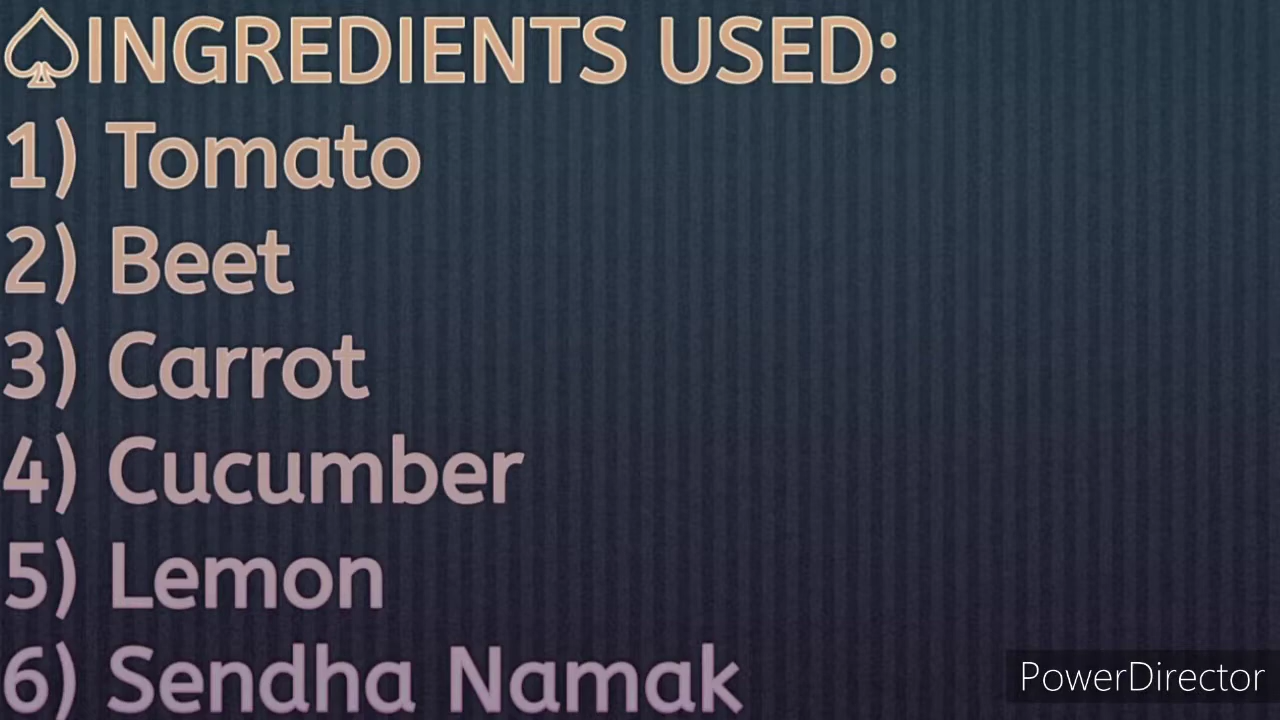 ♤INGREDIENTS USED:
1) Tomato
2) Beet
3) Carrot
4) Cucumber
5) Lemon
6) Sendha Namak
PowerDirector